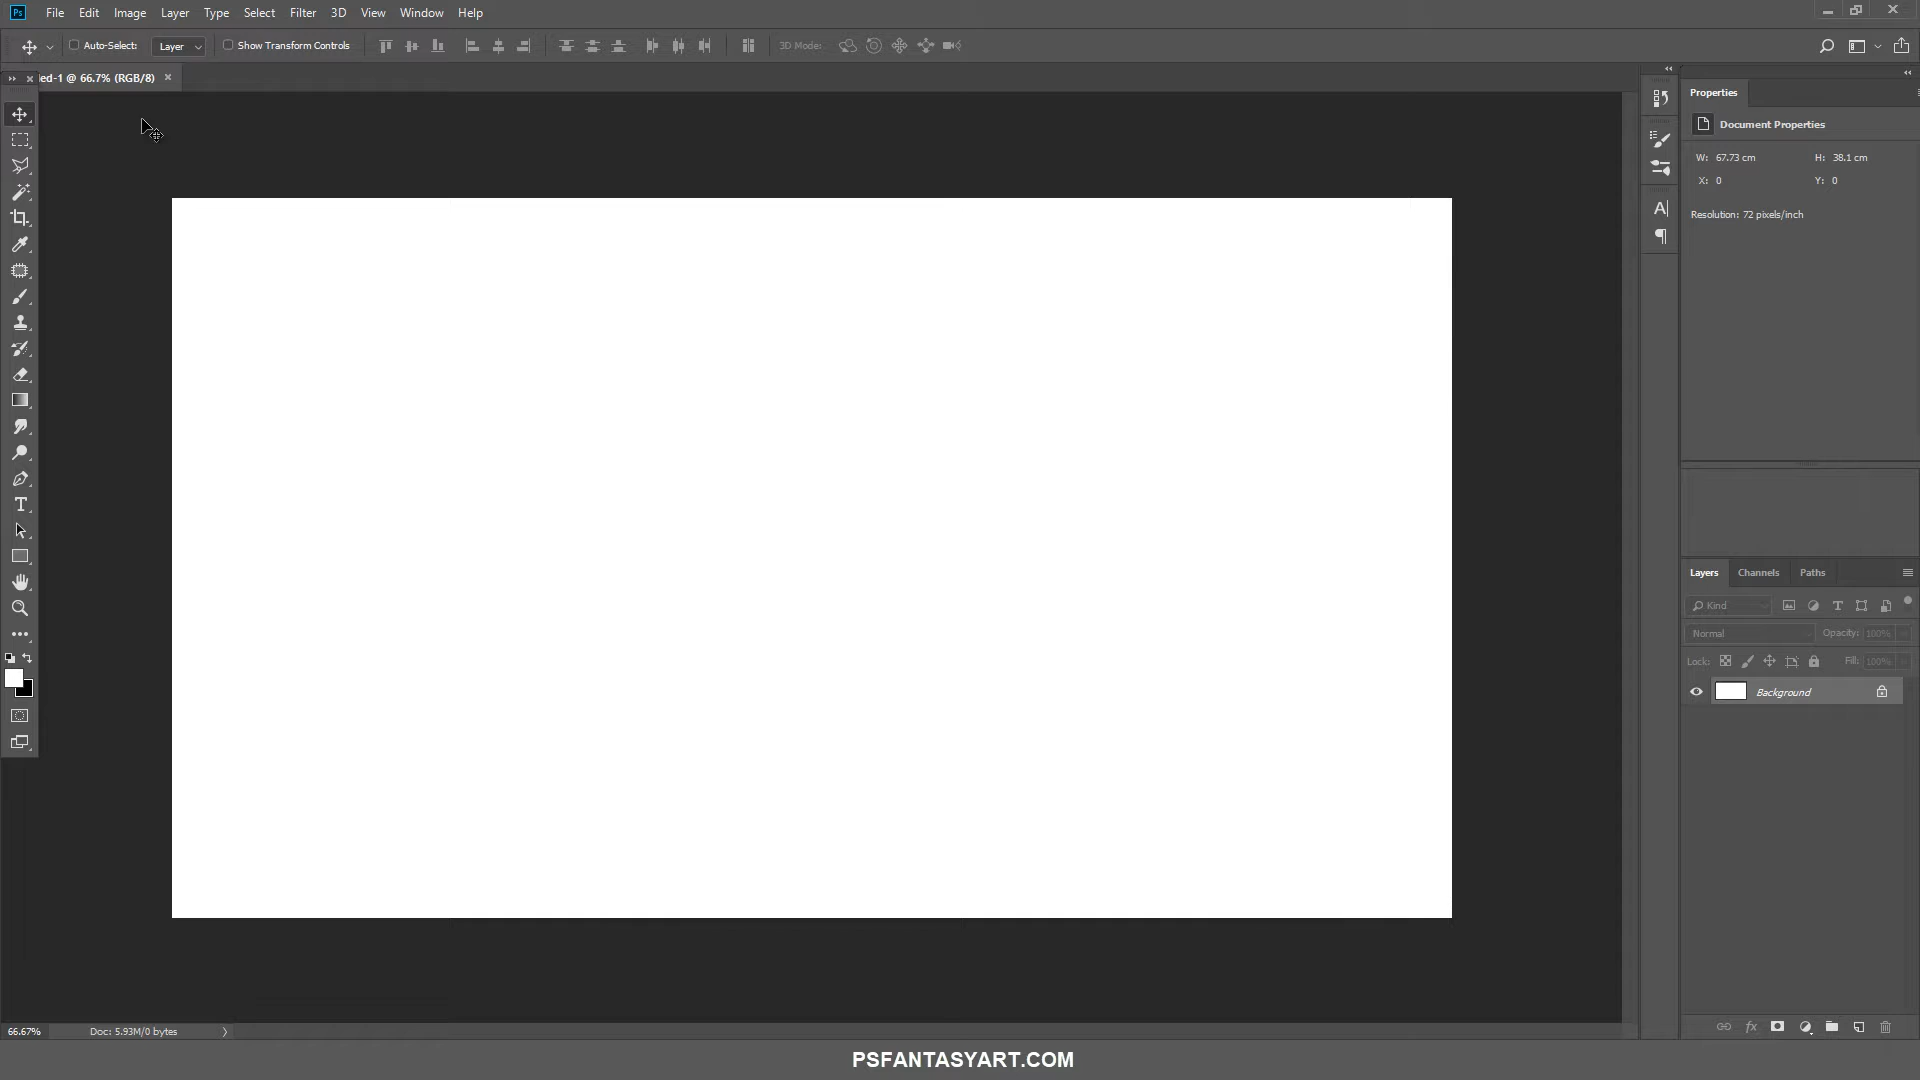 Ps File Edit Image Layer Type Select Filter 3D View Window Help
Auto-Select: Layer Show Transform Controls 3D Mode:
ed-1 @ 66.7% (RGB/8)
Properties
Document Properties
W: 67.73 cm H: 38.1 cm
X: 0 Y: 0
Resolution: 72 pixels/inch
Layers Channels Paths
Kind
Normal Opacity: 100%
Lock: Fill: 100%
Background
66.67% Doc: 5.93M/0 bytes
PSFANTASYART.COM